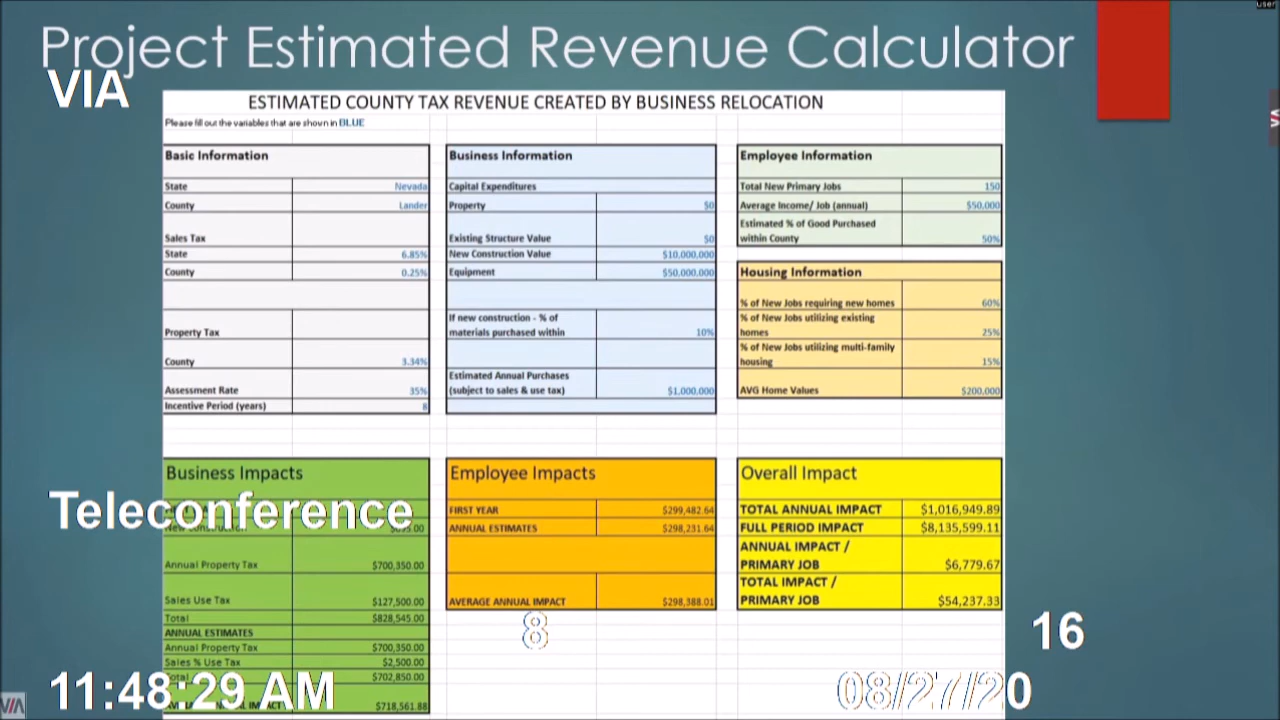 user
Project Estimated Revenue Calculator
VIA
ESTIMATED COUNTY TAX REVENUE CREATED BY BUSINESS RELOCATION
Please fill out the variables that are shown in BLUE
Basic Information
State Nevada
County Lander
Sales Tax
State 6.85%
County 0.25%
Property Tax
County 3.34%
Assessment Rate 35%
Incentive Period (years) 8
Business Information
Capital Expenditures
Property $0
Existing Structure Value $0
New Construction Value $10,000,000
Equipment $50,000,000
If new construction - % of
materials purchased within 10%
Estimated Annual Purchases
(subject to sales & use tax) $1,000,000
Employee Information
Total New Primary Jobs 150
Average Income/ Job (annual) $50,000
Estimated % of Good Purchased
within County 50%
Housing Information
% of New Jobs requiring new homes 60%
% of New Jobs utilizing existing
homes 25%
% of New Jobs utilizing multi-family
housing 15%
AVG Home Values $200,000
Business Impacts
Teleconference
New Construction
Annual Property Tax $700,350.00
Sales Use Tax $127,500.00
Total $828,545.00
ANNUAL ESTIMATES
Annual Property Tax $700,350.00
Sales % Use Tax $2,500.00
Total $702,850.00
$718,561.88
Employee Impacts
FIRST YEAR $299,482.64
ANNUAL ESTIMATES $298,231.64
AVERAGE ANNUAL IMPACT $298,388.01
Overall Impact
TOTAL ANNUAL IMPACT $1,016,949.89
FULL PERIOD IMPACT $8,135,599.11
ANNUAL IMPACT /
PRIMARY JOB $6,779.67
TOTAL IMPACT /
PRIMARY JOB $54,237.33
8
16
11:48:29 AM
08/27/20
VIA